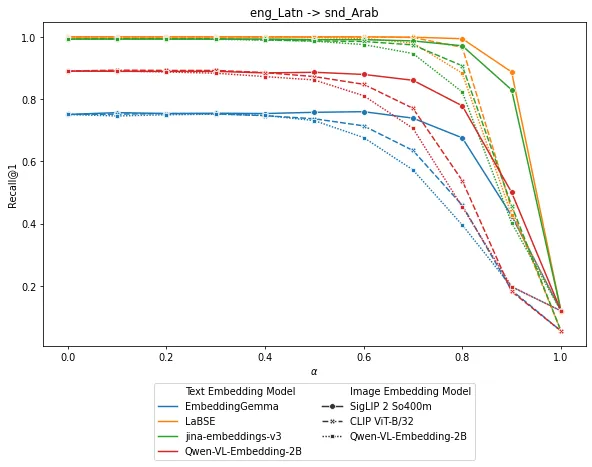 eng_Latn -> snd_Arab
Recall@1
1.0
0.8
0.6
0.4
0.2
0.0 0.2 0.4 0.6 0.8 1.0
α
Text Embedding Model
EmbeddingGemma
LaBSE
jina-embeddings-v3
Qwen-VL-Embedding-2B
Image Embedding Model
SigLIP 2 So400m
CLIP ViT-B/32
Qwen-VL-Embedding-2B